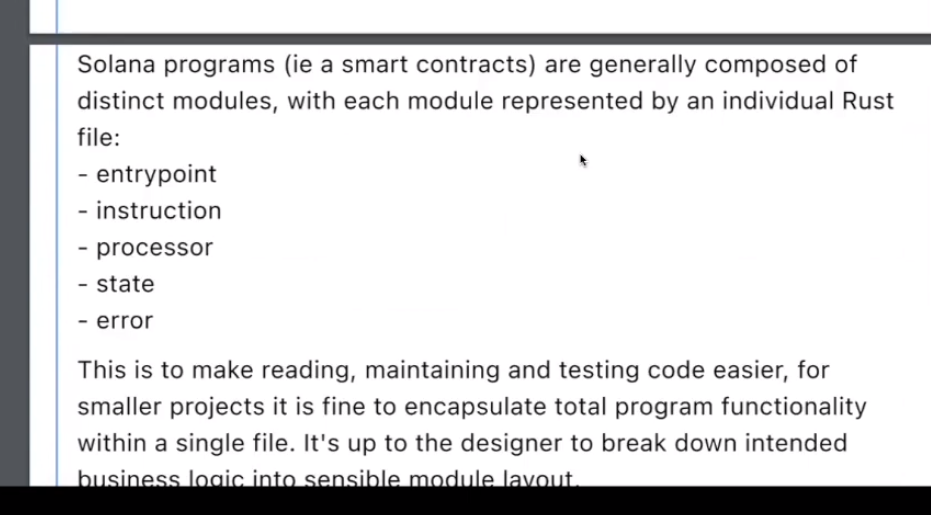 Solana programs (ie a smart contracts) are generally composed of
distinct modules, with each module represented by an individual Rust
file:
- entrypoint
- instruction
- processor
- state
- error
This is to make reading, maintaining and testing code easier, for
smaller projects it is fine to encapsulate total program functionality
within a single file. It's up to the designer to break down intended
business logic into sensible module layout.